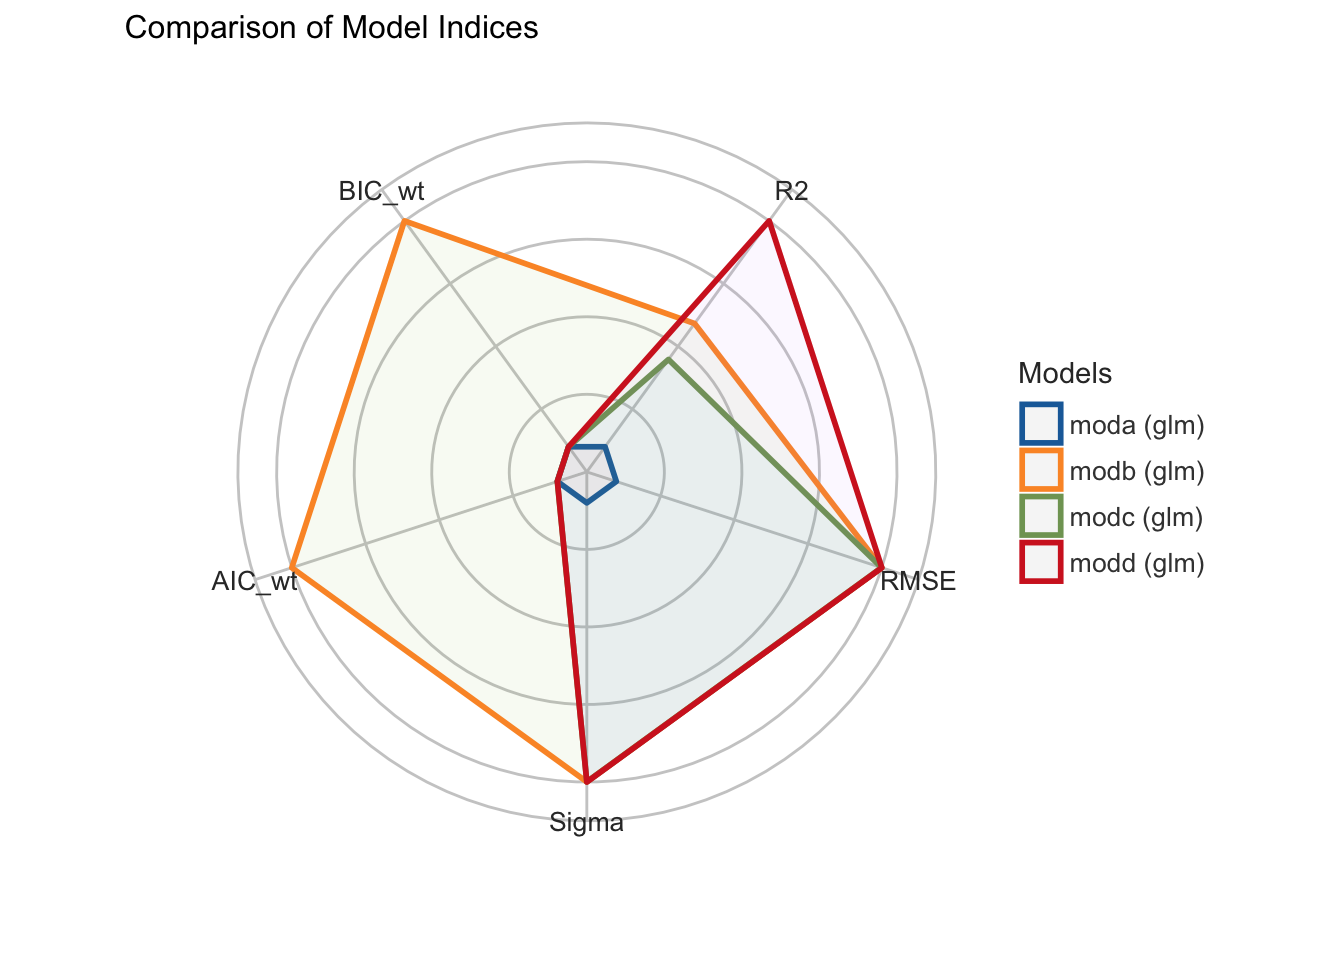 Comparison of Model Indices
BIC_wt
R2
AIC_wt
RMSE
Sigma
Models
moda (glm)
modb (glm)
modc (glm)
modd (glm)